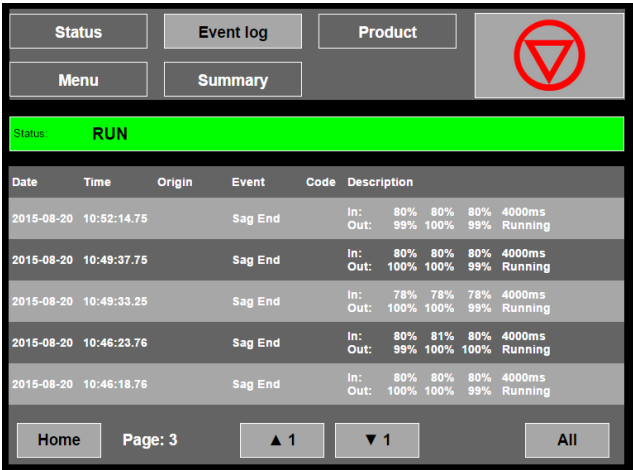 Status Event log Product
Menu Summary
Status: RUN
Date Time Origin Event Code Description
2015-08-20 10:52:14.75 Sag End In: 80% 80% 80% 4000ms
Out: 99% 100% 99% Running
2015-08-20 10:49:37.75 Sag End In: 80% 80% 80% 4000ms
Out: 100% 100% 99% Running
2015-08-20 10:49:33.25 Sag End In: 78% 78% 78% 4000ms
Out: 100% 100% 99% Running
2015-08-20 10:46:23.76 Sag End In: 80% 81% 80% 4000ms
Out: 99% 100% 100% Running
2015-08-20 10:46:18.76 Sag End In: 80% 80% 80% 4000ms
Out: 100% 100% 99% Running
Home Page: 3 ▲ 1 ▼ 1 All